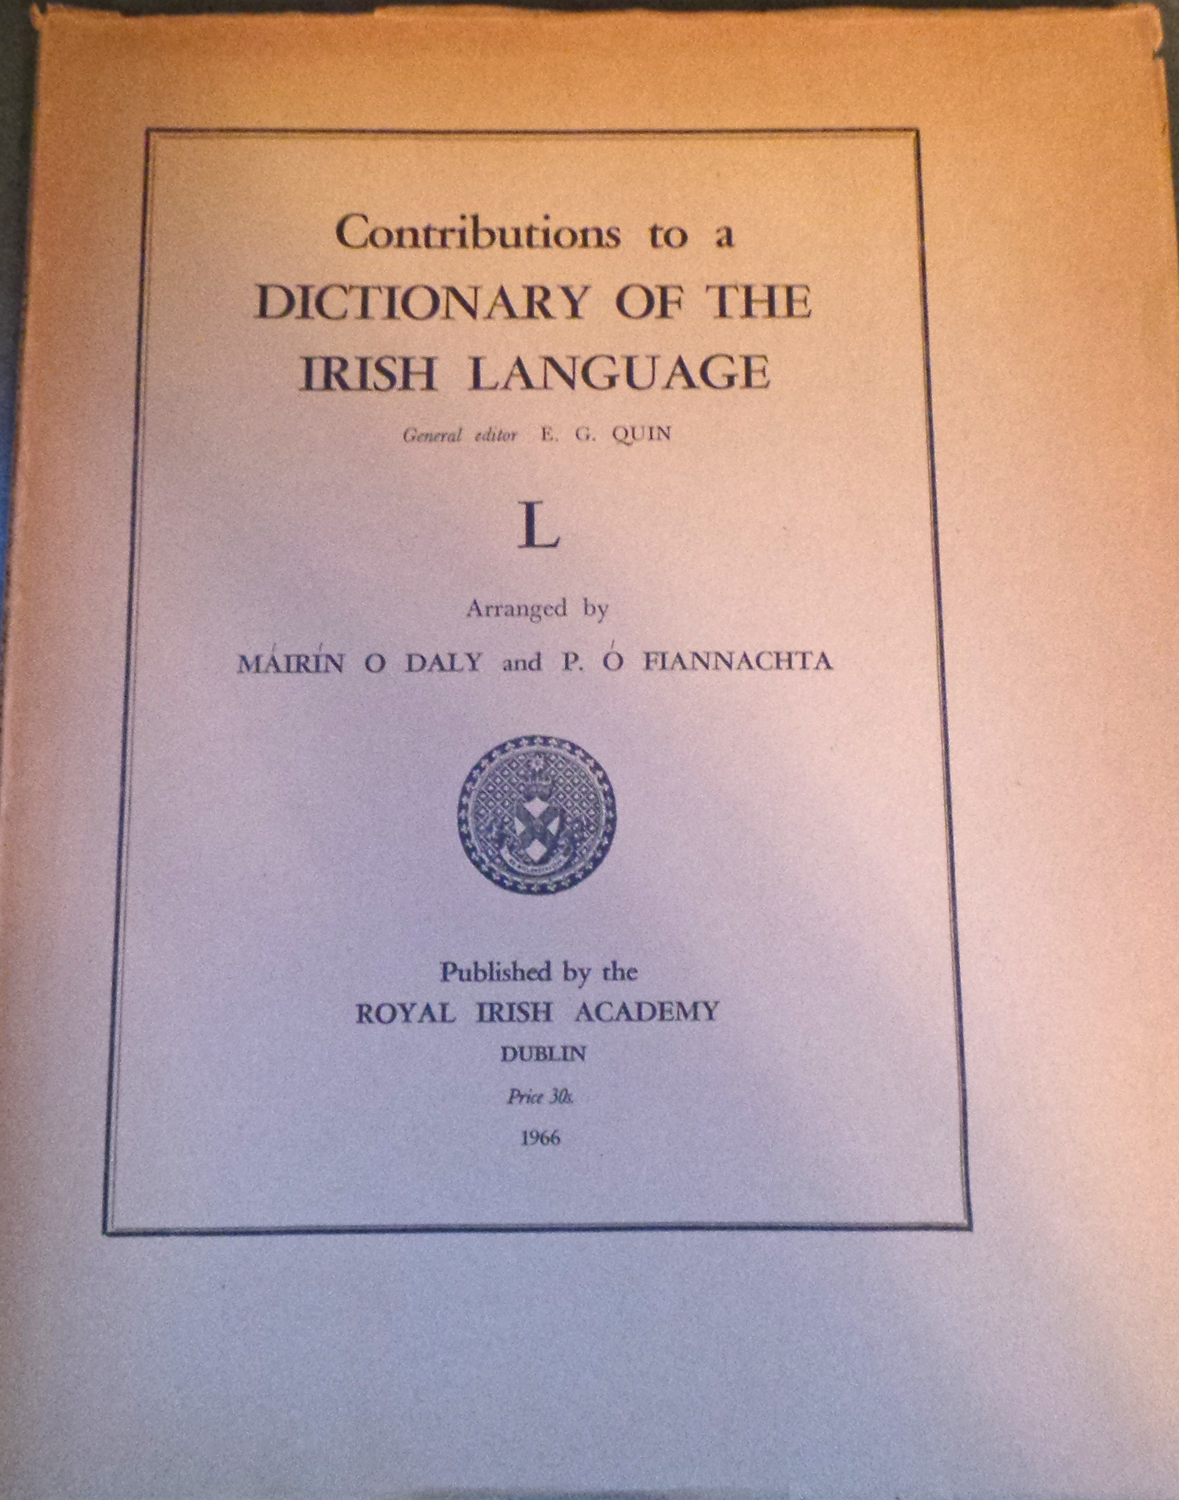 Contributions to a
DICTIONARY OF THE
IRISH LANGUAGE
General editor E. G. QUIN
L
Arranged by
MÁIRÍN O DALY and P. Ó FIANNACHTA
Published by the
ROYAL IRISH ACADEMY
DUBLIN
Price 30s.
1966